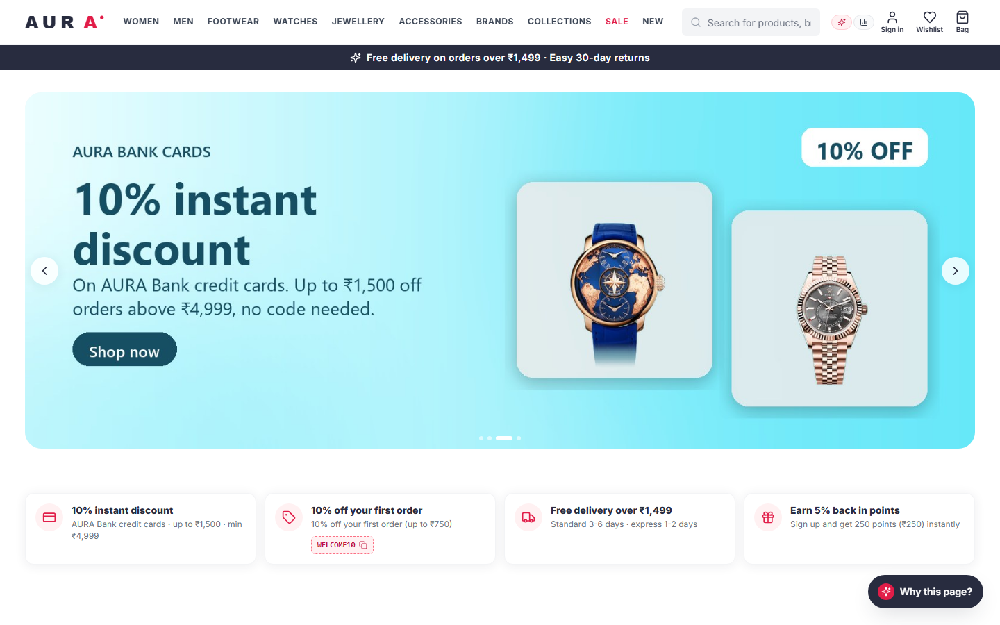 AURA
WOMEN MEN FOOTWEAR WATCHES JEWELLERY ACCESSORIES BRANDS COLLECTIONS SALE NEW
Search for products, b
Sign in Wishlist Bag
Free delivery on orders over ₹1,499 · Easy 30-day returns
AURA BANK CARDS
10% instant
discount
On AURA Bank credit cards. Up to ₹1,500 off
orders above ₹4,999, no code needed.
Shop now
10% OFF
10% instant discount
AURA Bank credit cards · up to ₹1,500 · min
₹4,999
10% off your first order
10% off your first order (up to ₹750)
WELCOME10
Free delivery over ₹1,499
Standard 3-6 days · express 1-2 days
Earn 5% back in points
Sign up and get 250 points (₹250) instantly
Why this page?